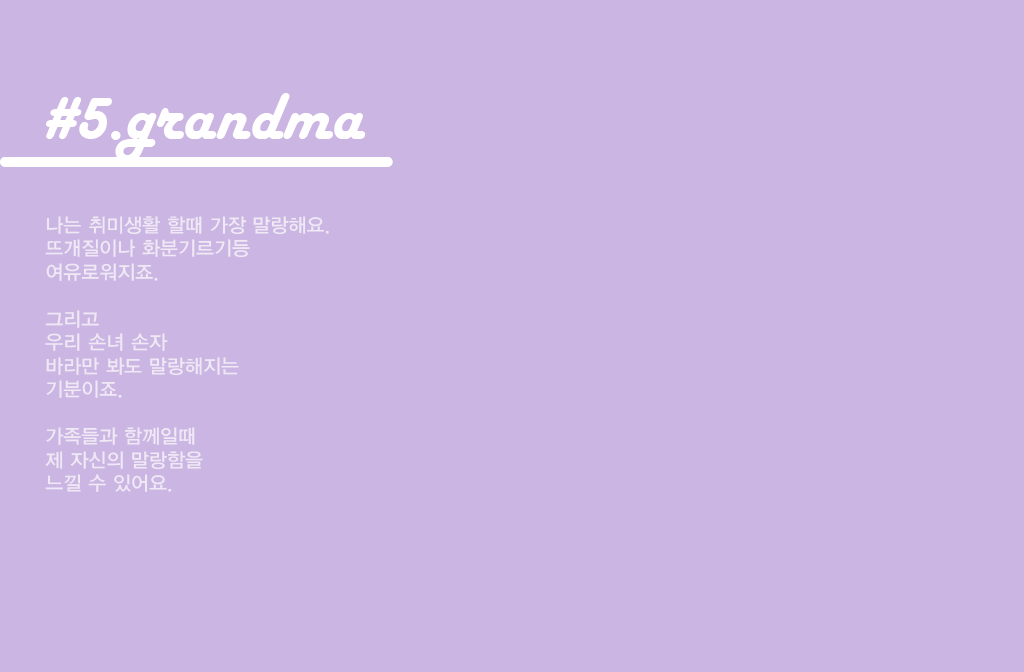 #5.grandma
나는 취미생활 할때 가장 말랑해요.
뜨개질이나 화분기르기등
여유로워지죠.
그리고
우리 손녀 손자
바라만 봐도 말랑해지는
기분이죠.
가족들과 함께일때
제 자신의 말랑함을
느낄 수 있어요.